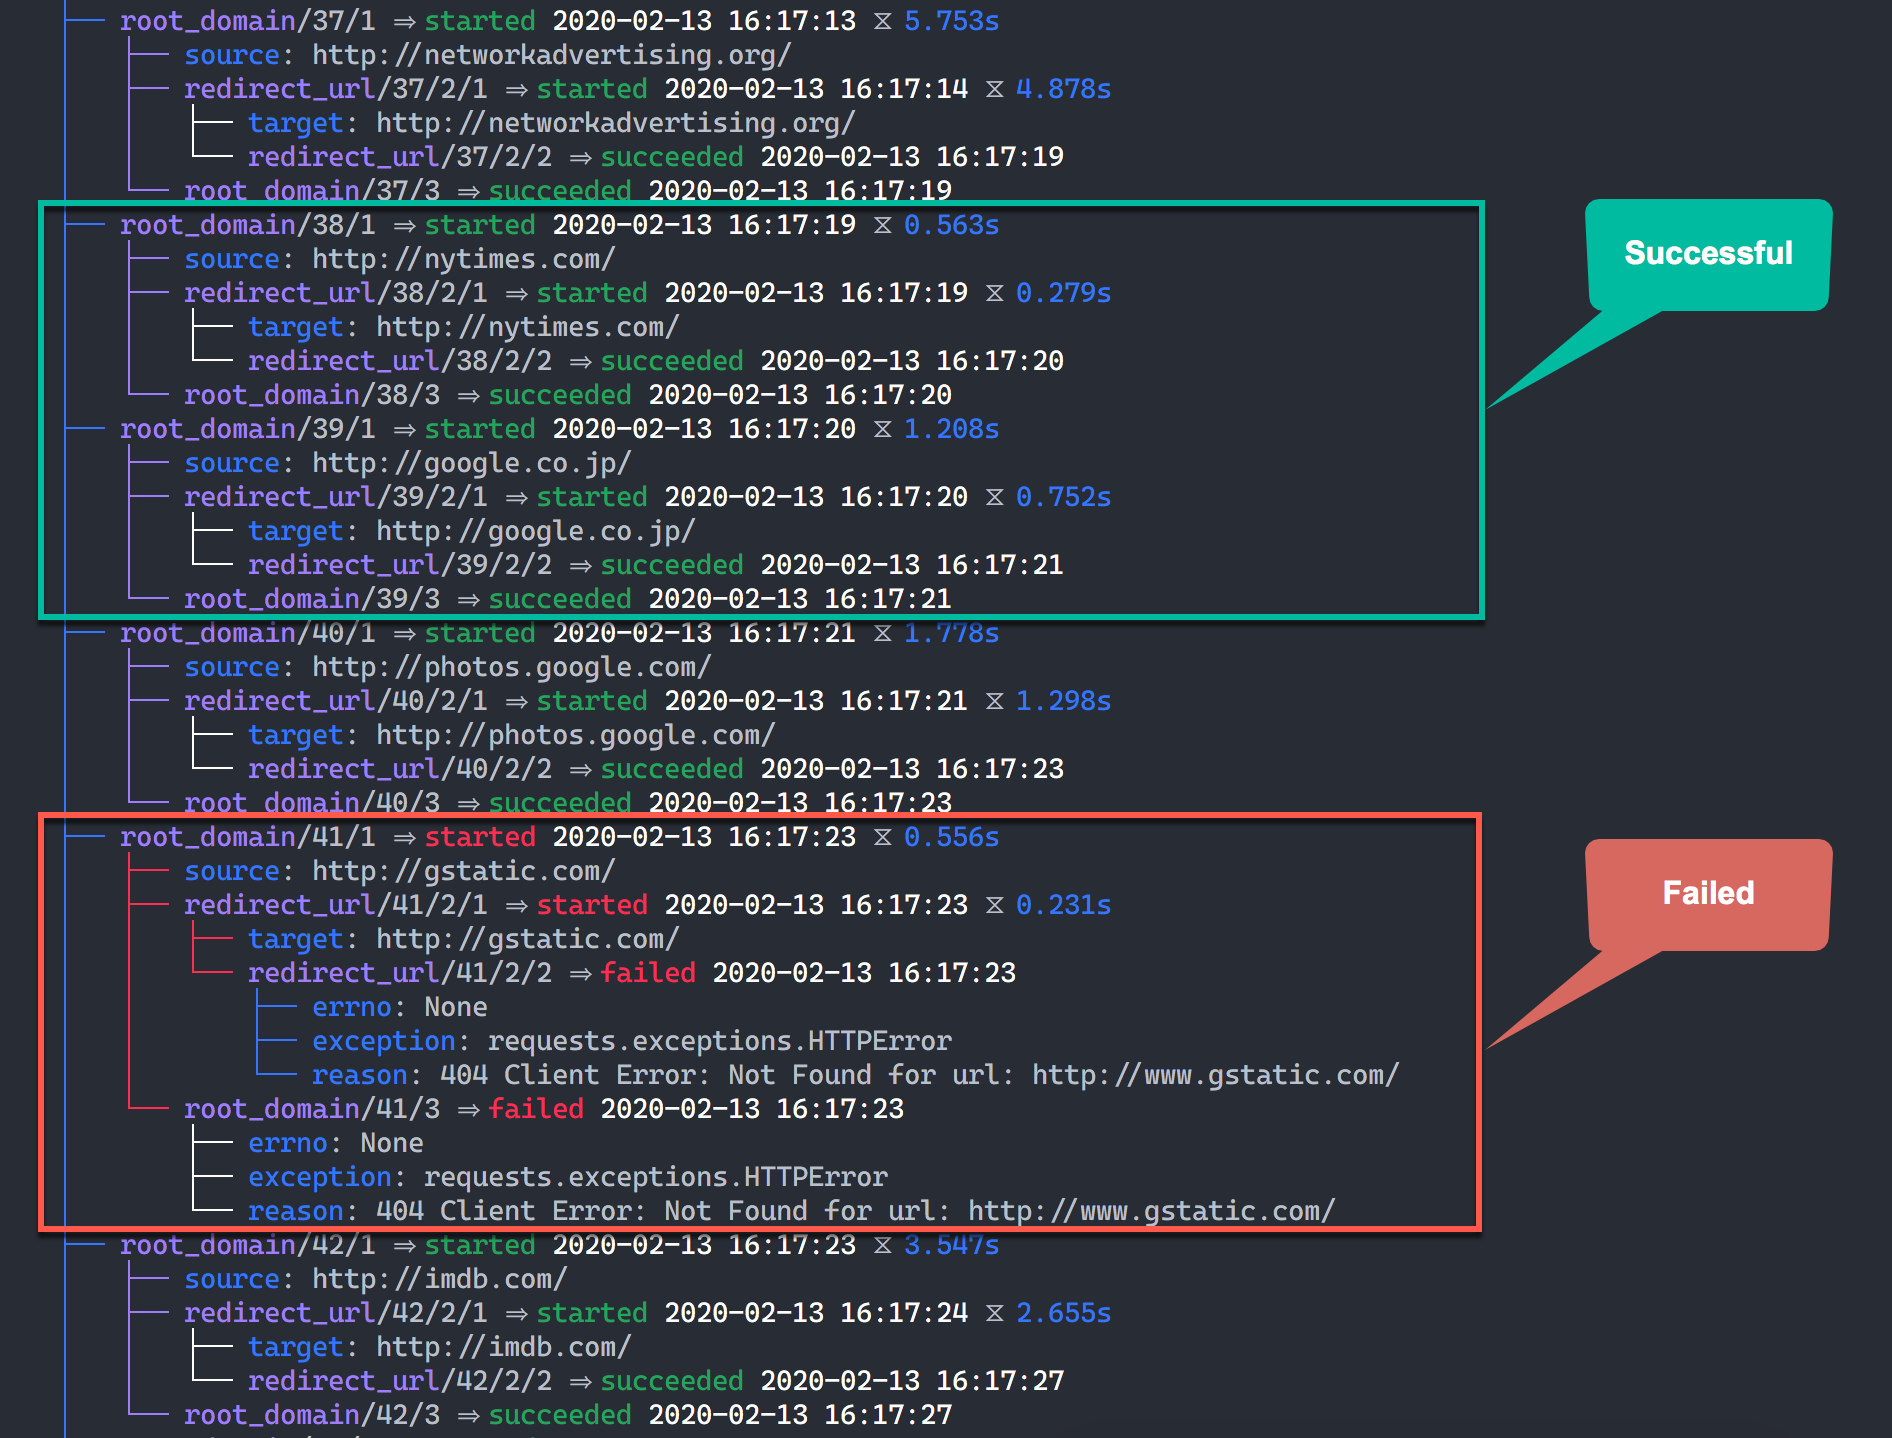 root_domain/37/1 ⇒ started 2020-02-13 16:17:13 ⧖ 5.753s
source: http://networkadvertising.org/
redirect_url/37/2/1 ⇒ started 2020-02-13 16:17:14 ⧖ 4.878s
target: http://networkadvertising.org/
redirect_url/37/2/2 ⇒ succeeded 2020-02-13 16:17:19
root_domain/37/3 ⇒ succeeded 2020-02-13 16:17:19
root_domain/38/1 ⇒ started 2020-02-13 16:17:19 ⧖ 0.563s
Successful
source: http://nytimes.com/
redirect_url/38/2/1 ⇒ started 2020-02-13 16:17:19 ⧖ 0.279s
target: http://nytimes.com/
redirect_url/38/2/2 ⇒ succeeded 2020-02-13 16:17:20
root_domain/38/3 ⇒ succeeded 2020-02-13 16:17:20
root_domain/39/1 ⇒ started 2020-02-13 16:17:20 ⧖ 1.208s
source: http://google.co.jp/
redirect_url/39/2/1 ⇒ started 2020-02-13 16:17:20 ⧖ 0.752s
target: http://google.co.jp/
redirect_url/39/2/2 ⇒ succeeded 2020-02-13 16:17:21
root_domain/39/3 ⇒ succeeded 2020-02-13 16:17:21
root_domain/40/1 ⇒ started 2020-02-13 16:17:21 ⧖ 1.778s
source: http://photos.google.com/
redirect_url/40/2/1 ⇒ started 2020-02-13 16:17:21 ⧖ 1.298s
target: http://photos.google.com/
redirect_url/40/2/2 ⇒ succeeded 2020-02-13 16:17:23
root_domain/40/3 ⇒ succeeded 2020-02-13 16:17:23
root_domain/41/1 ⇒ started 2020-02-13 16:17:23 ⧖ 0.556s
source: http://gstatic.com/
Failed
redirect_url/41/2/1 ⇒ started 2020-02-13 16:17:23 ⧖ 0.231s
target: http://gstatic.com/
redirect_url/41/2/2 ⇒ failed 2020-02-13 16:17:23
errno: None
exception: requests.exceptions.HTTPError
reason: 404 Client Error: Not Found for url: http://www.gstatic.com/
root_domain/41/3 ⇒ failed 2020-02-13 16:17:23
errno: None
exception: requests.exceptions.HTTPError
reason: 404 Client Error: Not Found for url: http://www.gstatic.com/
root_domain/42/1 ⇒ started 2020-02-13 16:17:23 ⧖ 3.547s
source: http://imdb.com/
redirect_url/42/2/1 ⇒ started 2020-02-13 16:17:24 ⧖ 2.655s
target: http://imdb.com/
redirect_url/42/2/2 ⇒ succeeded 2020-02-13 16:17:27
root_domain/42/3 ⇒ succeeded 2020-02-13 16:17:27